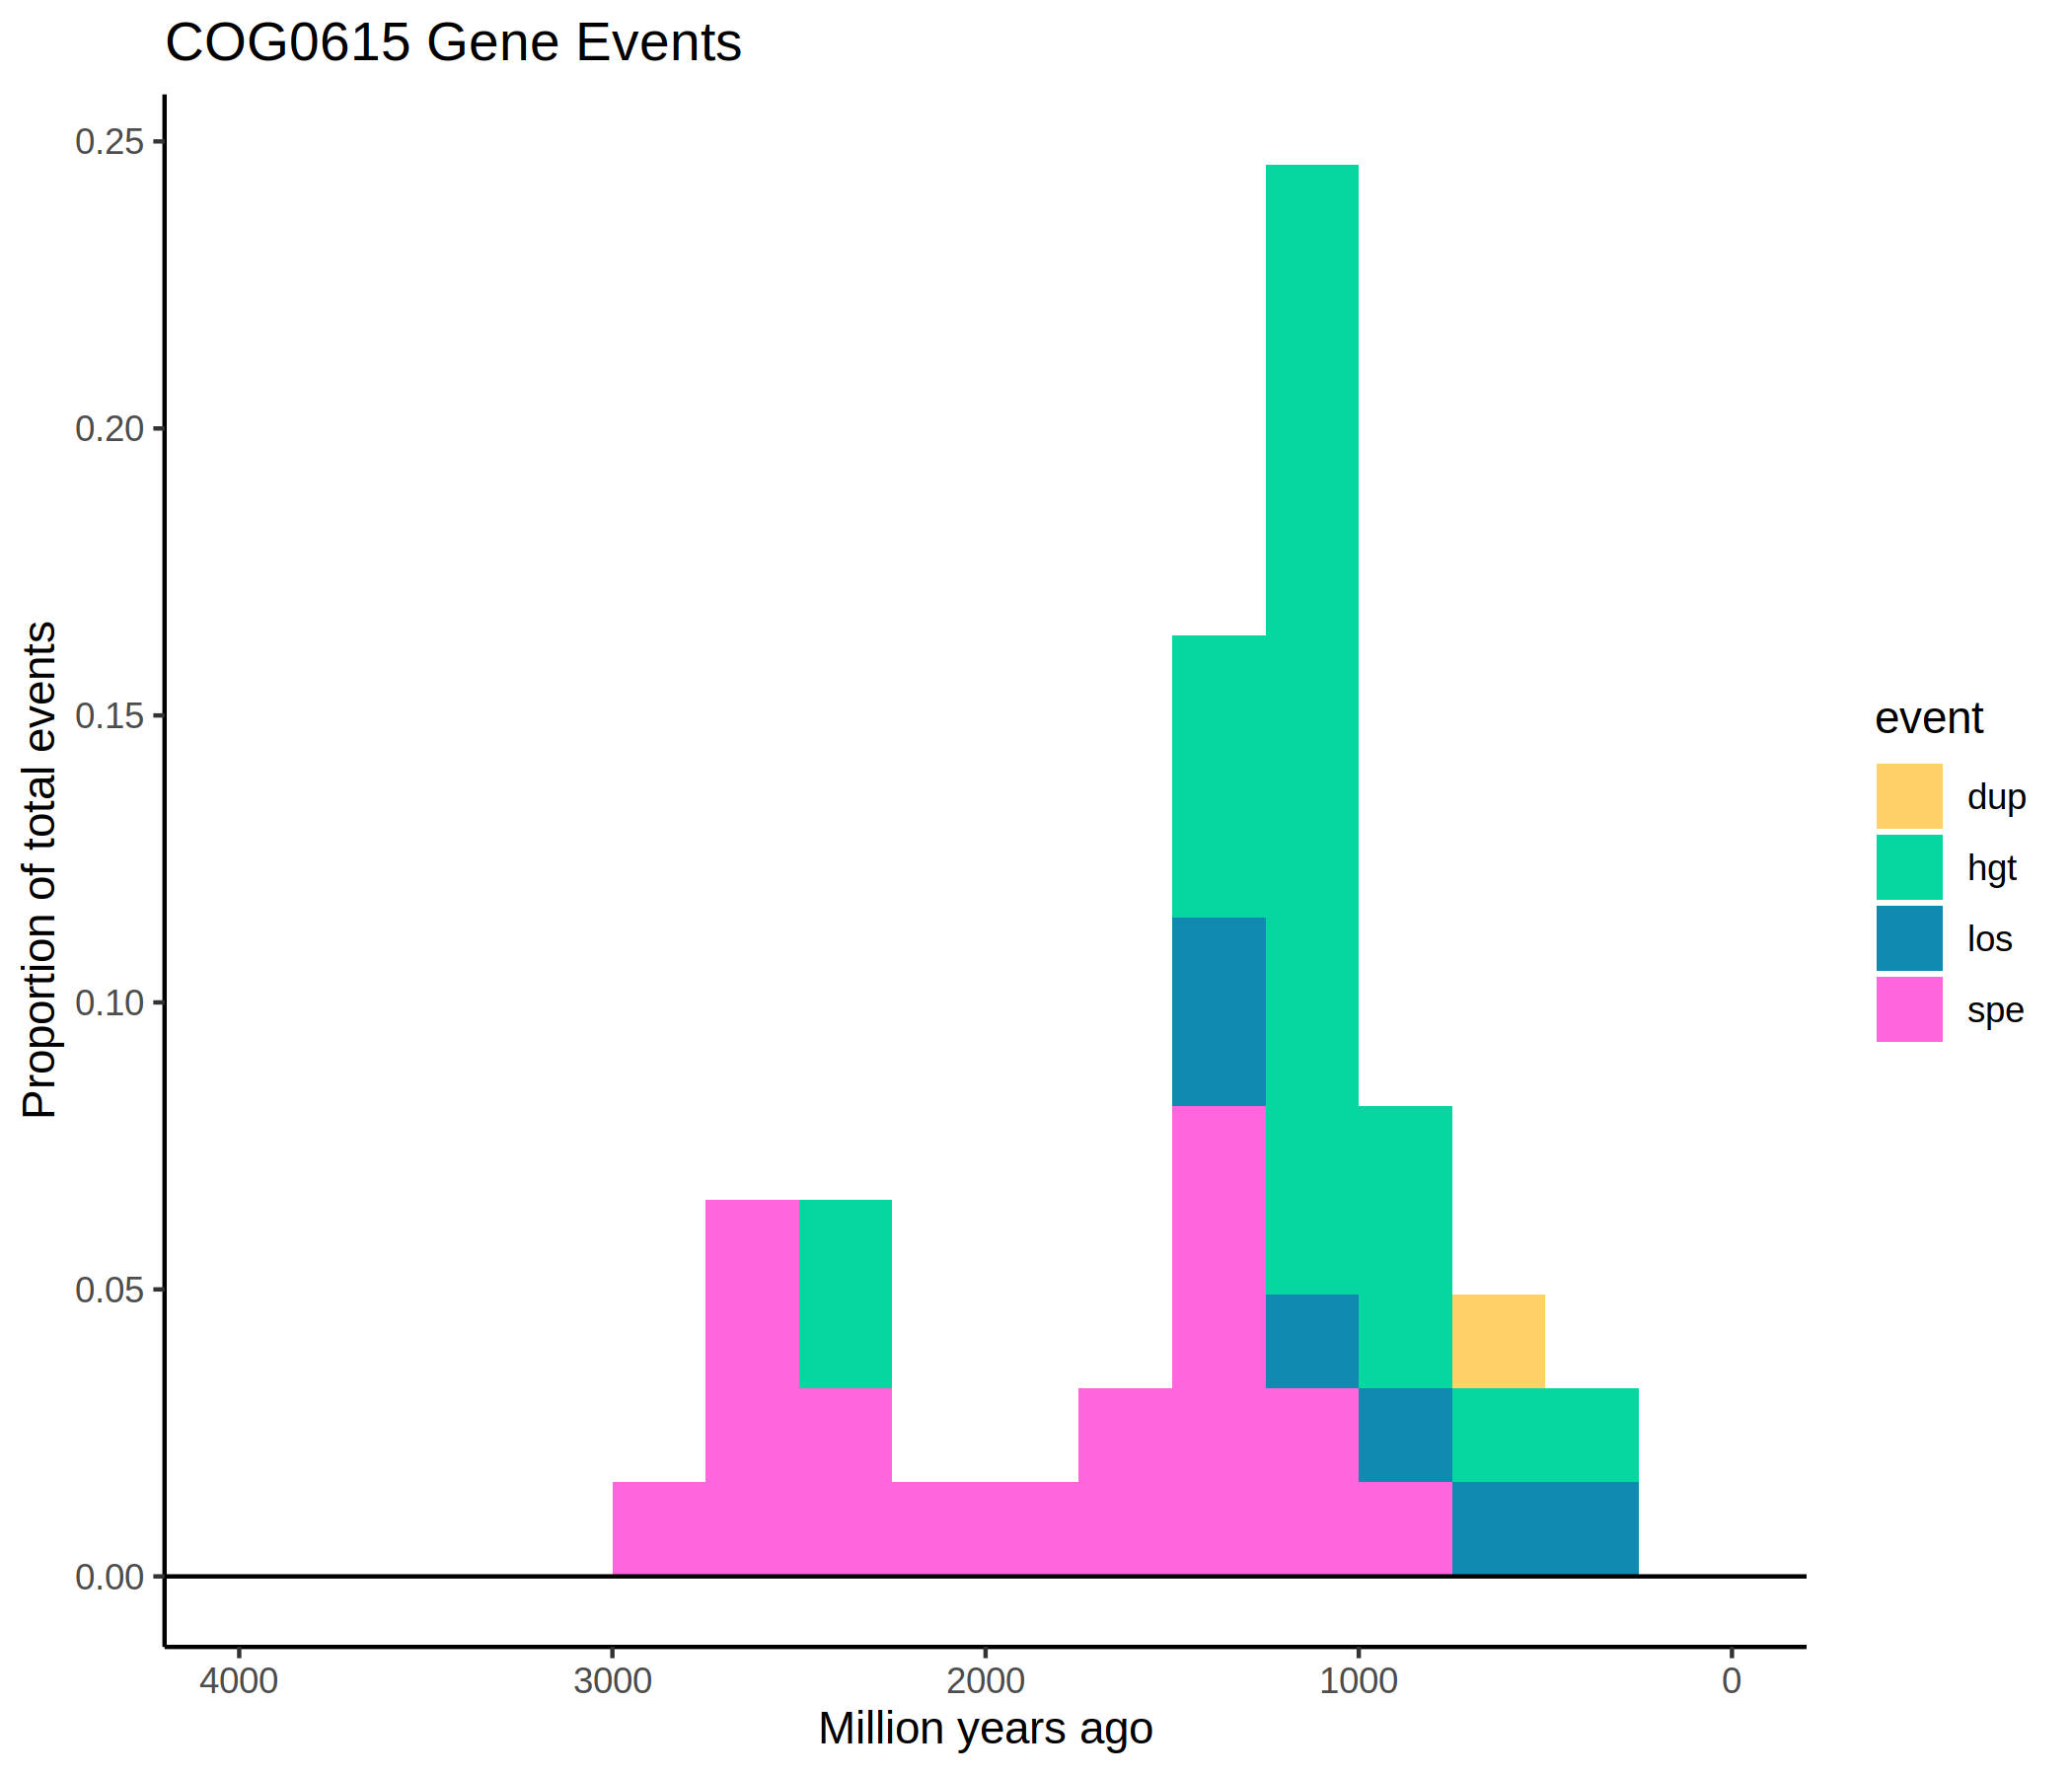 COG0615 Gene Events
Proportion of total events
0.25
0.20
0.15
0.10
0.05
0.00
4000 3000 2000 1000 0
Million years ago
event
dup
hgt
los
spe